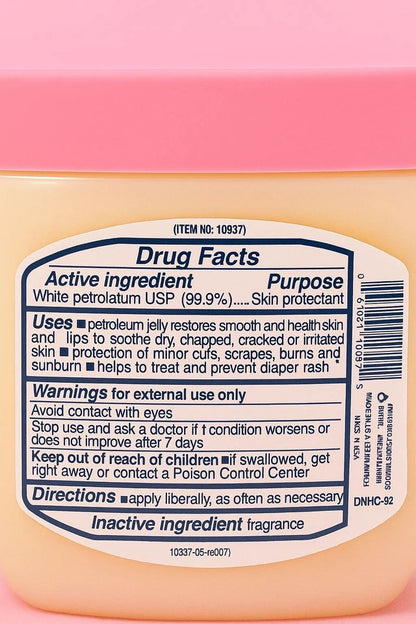 (ITEM NO: 10937)
Drug Facts
Active ingredient Purpose
White petrolatum USP (99.9%).... Skin protectant
Uses ■ petroleum jelly restores smooth and health skin
and lips to soothe dry, chapped, cracked or irritated
skin ■ protection of minor cuts, scrapes, burns and
sunburn ■ helps to treat and prevent diaper rash
Warnings for external use only
Avoid contact with eyes
Stop use and ask a doctor if t condition worsens or
does not improve after 7 days
Keep out of reach of children ■ if swallowed, get
right away or contact a Poison Control Center
Directions ■ apply liberally, as often as necessary
Inactive ingredient fragrance
10337-05-re007)
DNHC-92